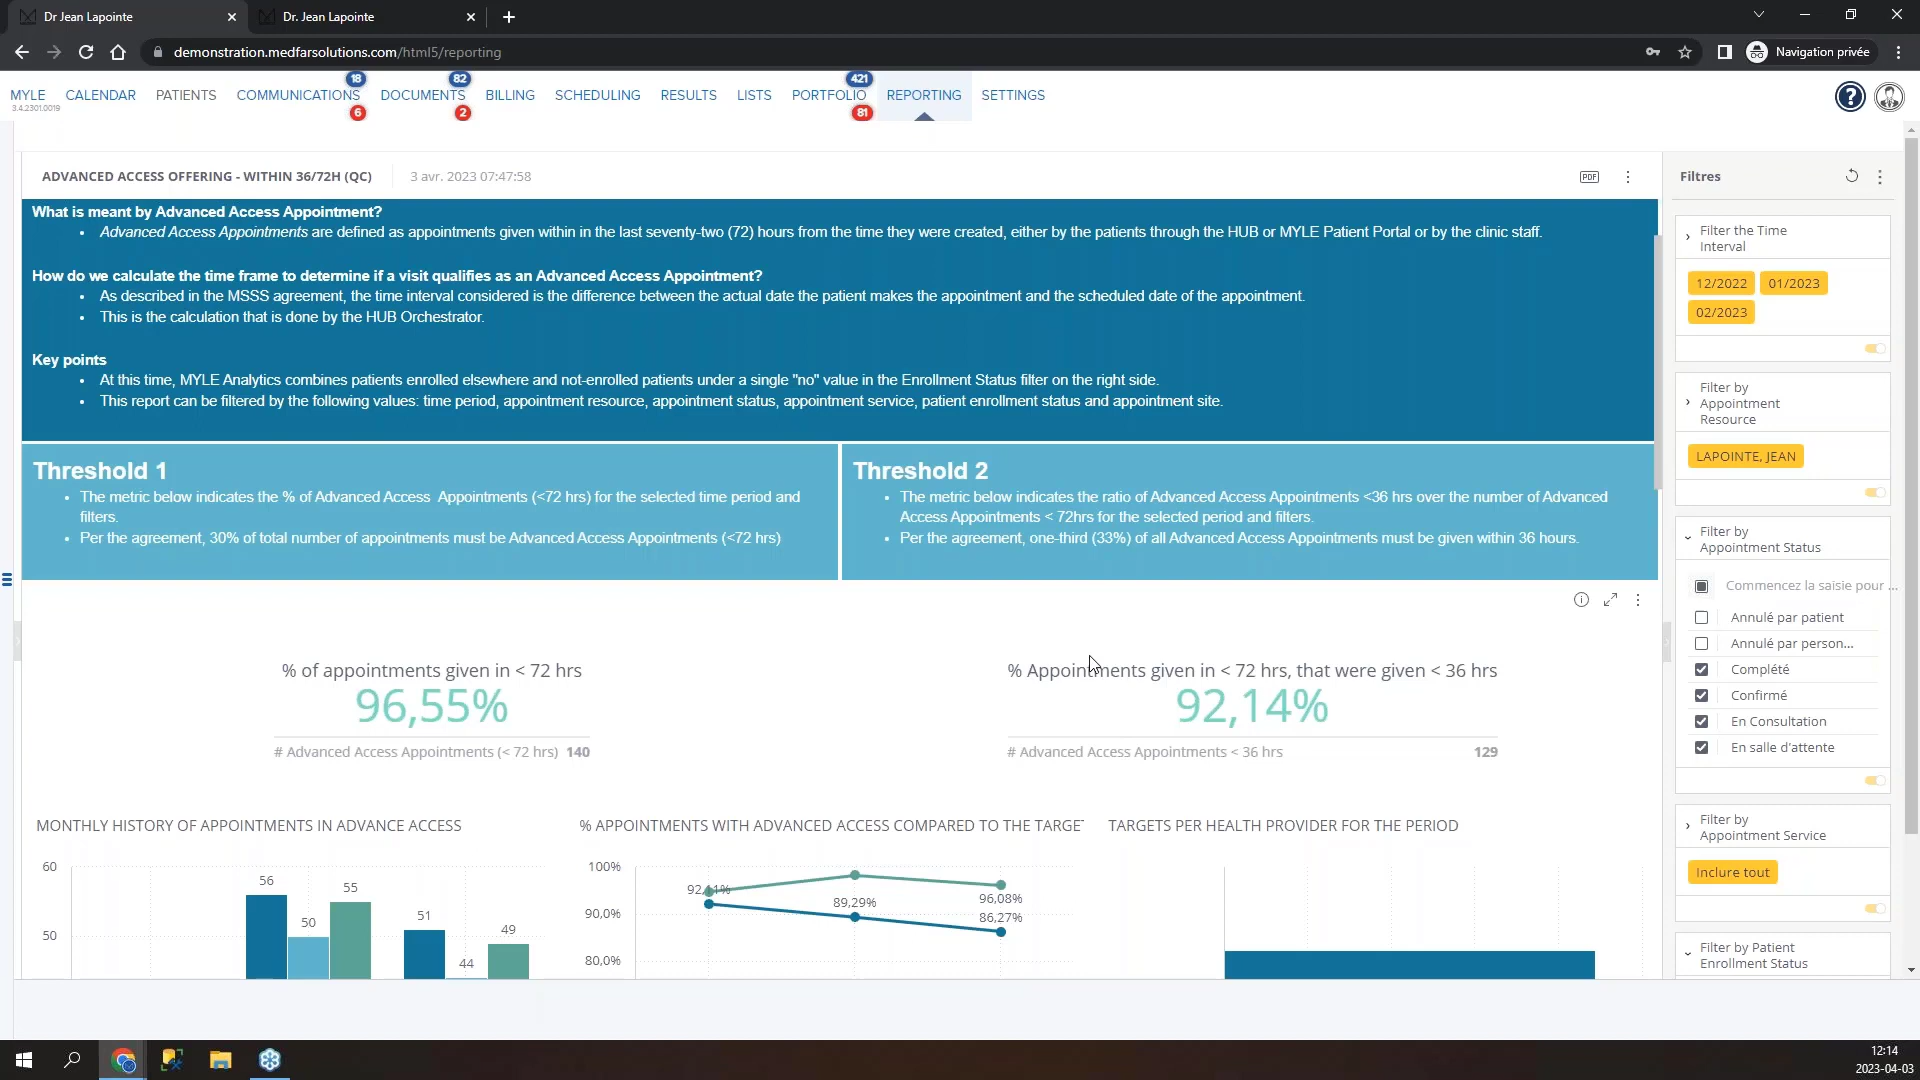 Dr Jean Lapointe
Dr. Jean Lapointe
demonstration.medfarsolutions.com/html5/reporting
Navigation privée
MYLE
3.4.2301.0019
CALENDAR
PATIENTS
COMMUNICATIONS
18
6
DOCUMENTS
82
2
BILLING
SCHEDULING
RESULTS
LISTS
PORTFOLIO
421
81
REPORTING
SETTINGS
?
ADVANCED ACCESS OFFERING - WITHIN 36/72H (QC)
3 avr. 2023 07:47:58
PDF
What is meant by Advanced Access Appointment?
• Advanced Access Appointments are defined as appointments given within in the last seventy-two (72) hours from the time they were created, either by the patients through the HUB or MYLE Patient Portal or by the clinic staff.
How do we calculate the time frame to determine if a visit qualifies as an Advanced Access Appointment?
• As described in the MSSS agreement, the time interval considered is the difference between the actual date the patient makes the appointment and the scheduled date of the appointment.
• This is the calculation that is done by the HUB Orchestrator.
Key points
• At this time, MYLE Analytics combines patients enrolled elsewhere and not-enrolled patients under a single "no" value in the Enrollment Status filter on the right side.
• This report can be filtered by the following values: time period, appointment resource, appointment status, appointment service, patient enrollment status and appointment site.
Threshold 1
• The metric below indicates the % of Advanced Access Appointments (<72 hrs) for the selected time period and
filters.
• Per the agreement, 30% of total number of appointments must be Advanced Access Appointments (<72 hrs)
Threshold 2
• The metric below indicates the ratio of Advanced Access Appointments <36 hrs over the number of Advanced
Access Appointments < 72hrs for the selected period and filters.
• Per the agreement, one-third (33%) of all Advanced Access Appointments must be given within 36 hours.
% of appointments given in < 72 hrs
96,55%
# Advanced Access Appointments (< 72 hrs) 140
% Appointments given in < 72 hrs, that were given < 36 hrs
92,14%
# Advanced Access Appointments < 36 hrs 129
MONTHLY HISTORY OF APPOINTMENTS IN ADVANCE ACCESS
60
50
56
50
55
51
44
49
% APPOINTMENTS WITH ADVANCED ACCESS COMPARED TO THE TARGET
100%
90,0%
80,0%
89,29%
96,08%
86,27%
TARGETS PER HEALTH PROVIDER FOR THE PERIOD
Filtres
Filter the Time
Interval
12/2022
01/2023
02/2023
Filter by
Appointment
Resource
LAPOINTE, JEAN
Filter by
Appointment Status
Commencez la saisie pour ...
Annulé par patient
Annulé par person...
Complété
Confirmé
En Consultation
En salle d'attente
Filter by
Appointment Service
Inclure tout
Filter by Patient
Enrollment Status
12:14
2023-04-03